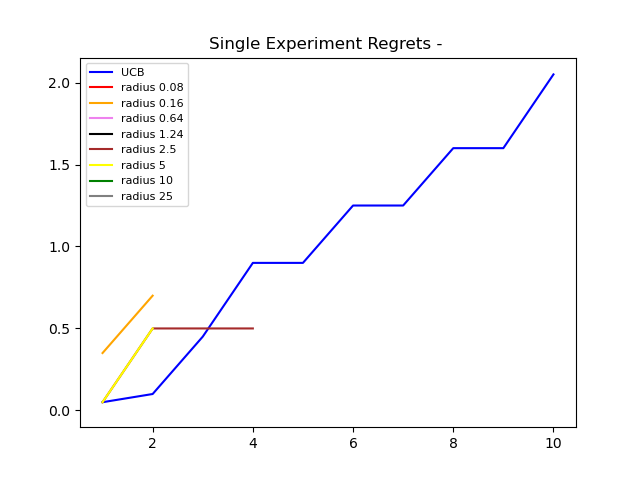 Single Experiment Regrets -
UCB
radius 0.08
radius 0.16
radius 0.64
radius 1.24
radius 2.5
radius 5
radius 10
radius 25
2.0
1.5
1.0
0.5
0.0
2 4 6 8 10